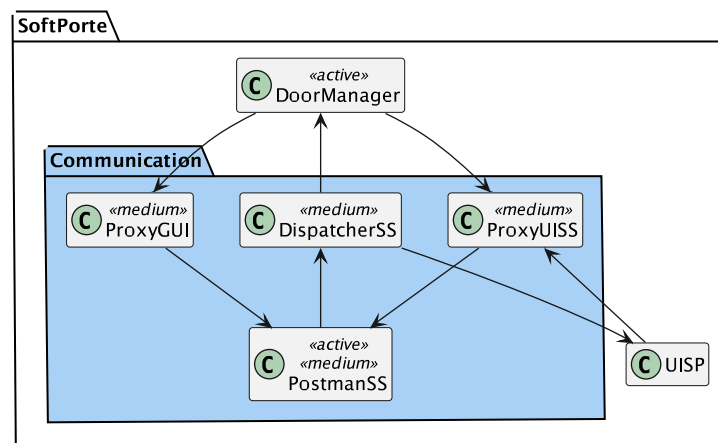 SoftPorte
C
«active»
DoorManager
Communication
C
«medium»
ProxyGUI
C
«medium»
DispatcherSS
C
«medium»
ProxyUISS
C
«active»
«medium»
PostmanSS
C
UISP